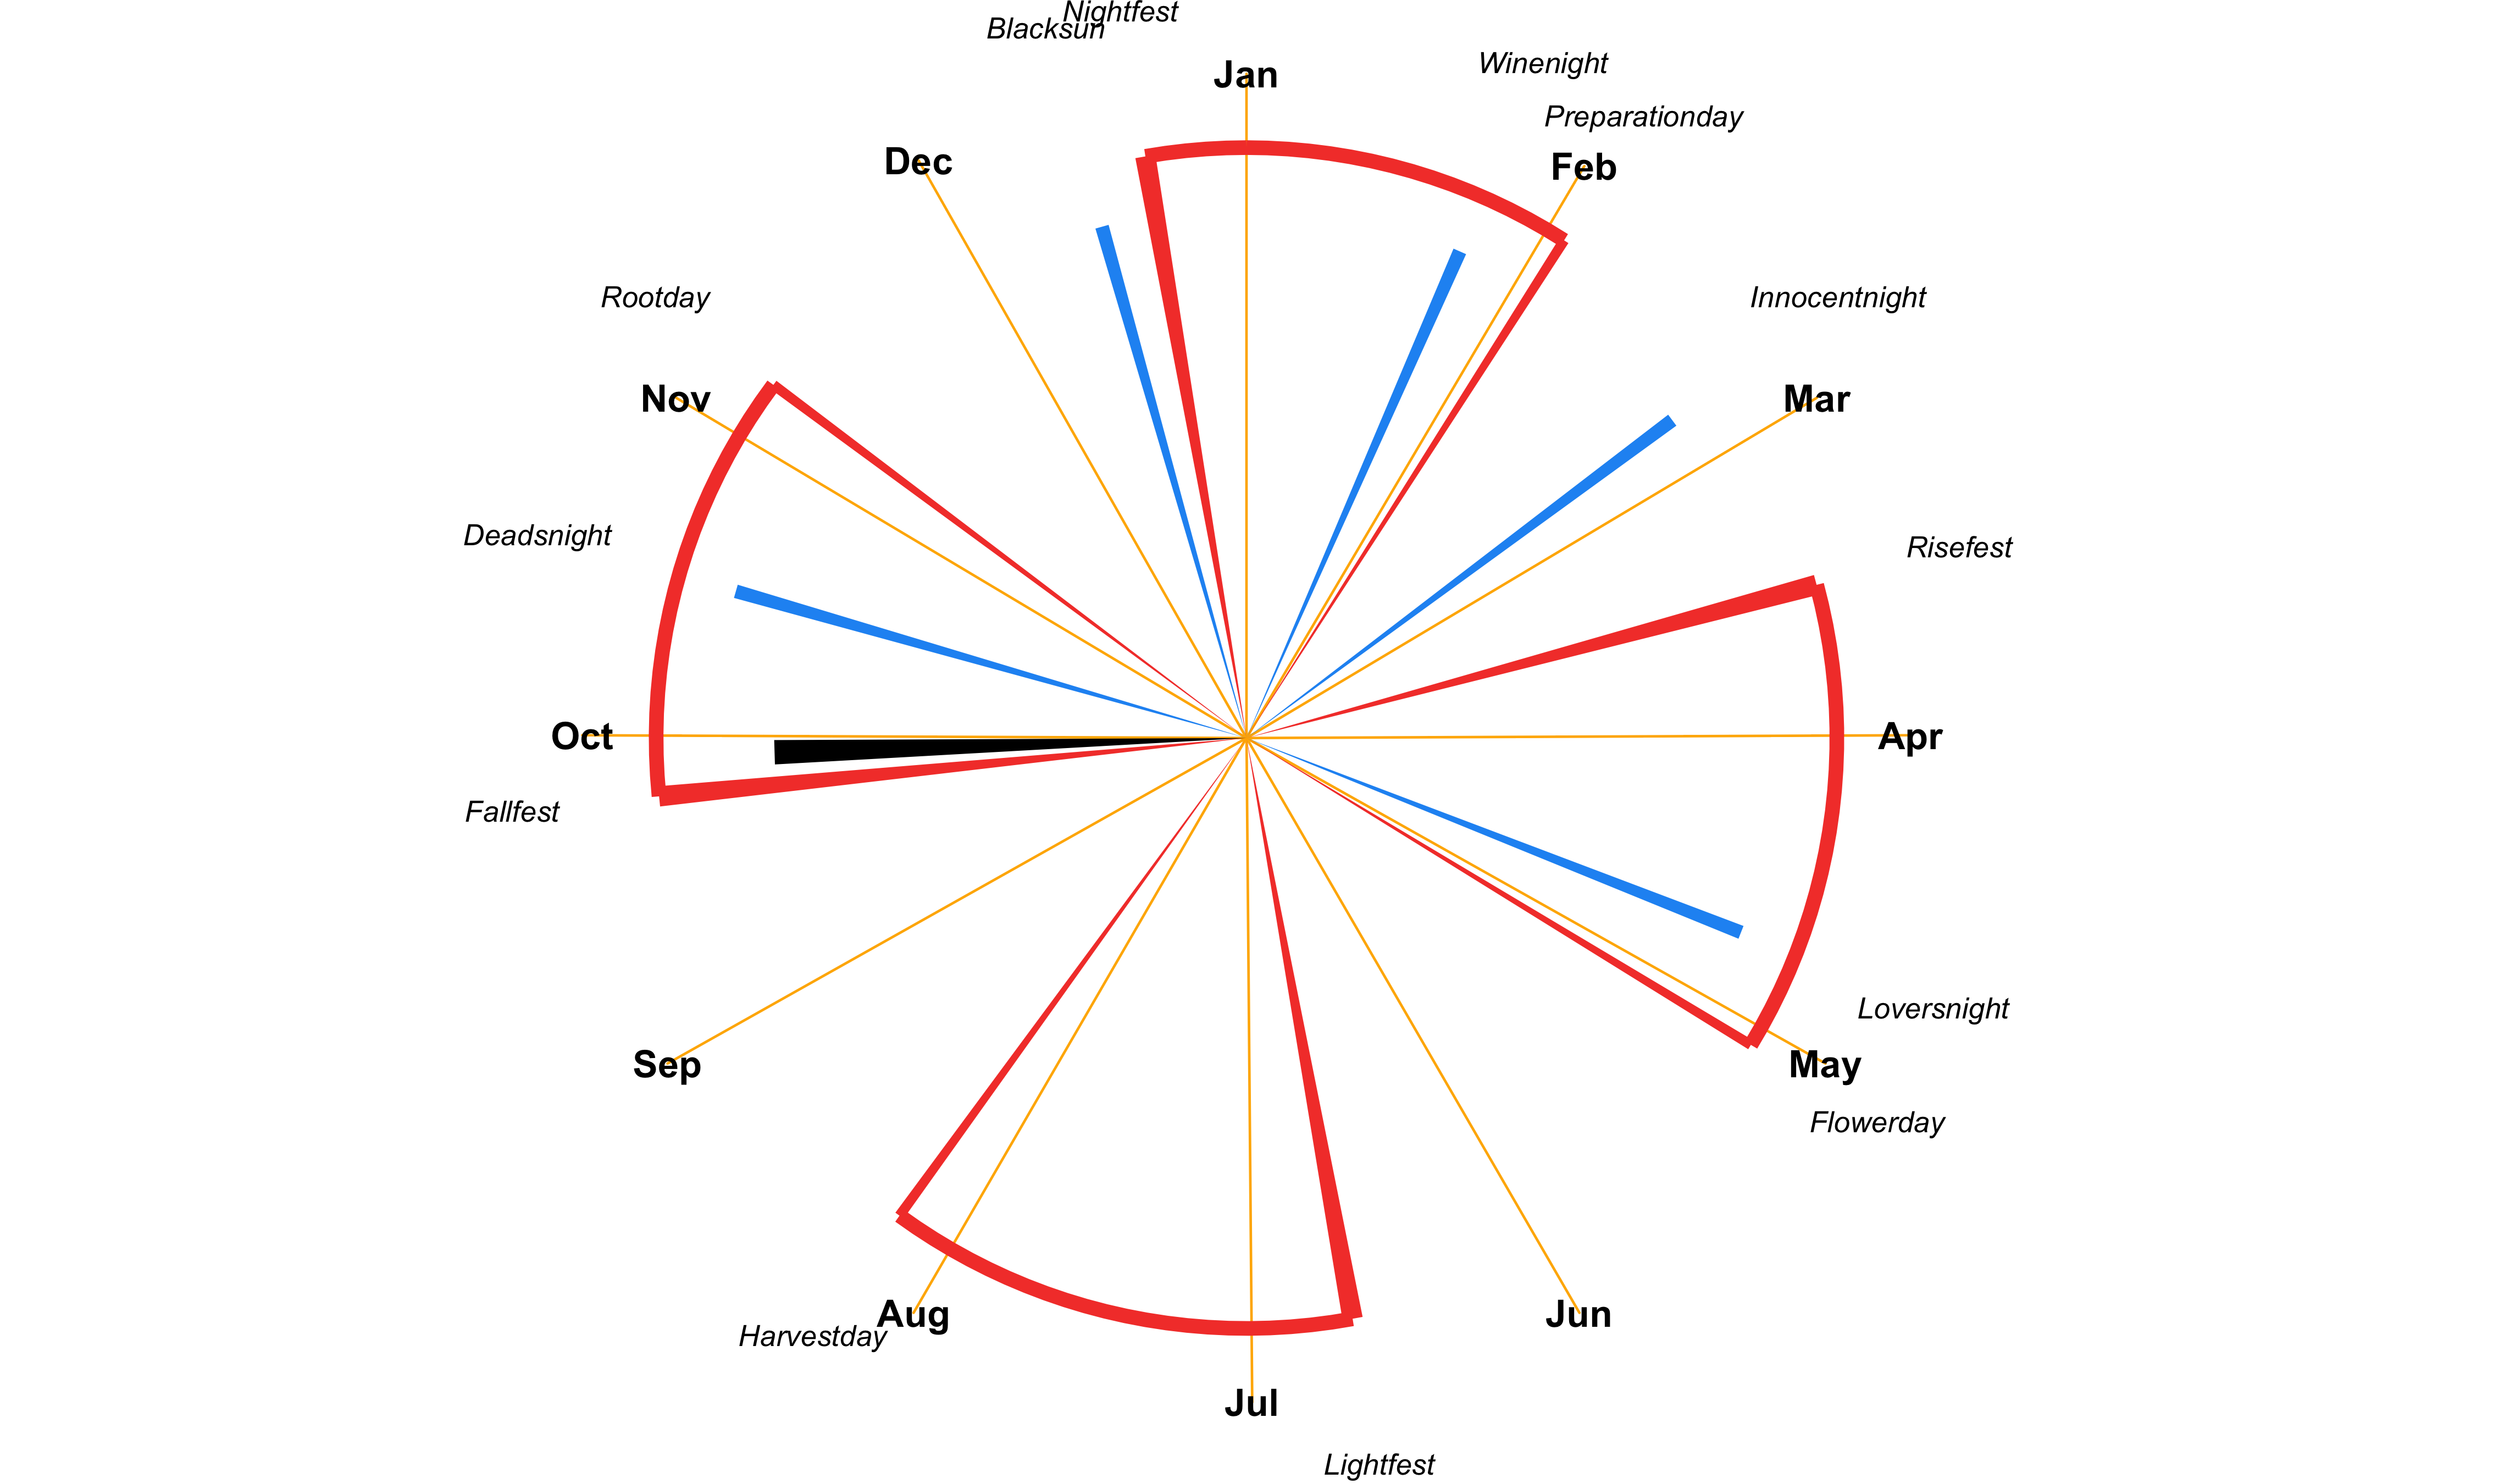 Nightfest
Blacksun
Jan
Winenight
Preparationday
Dec
Feb
Rootday
Innocentnight
Nov
Mar
Deadsnight
Risefest
Oct
Apr
Fallfest
Loversnight
Sep
May
Flowerday
Aug
Jun
Harvestday
Jul
Lightfest